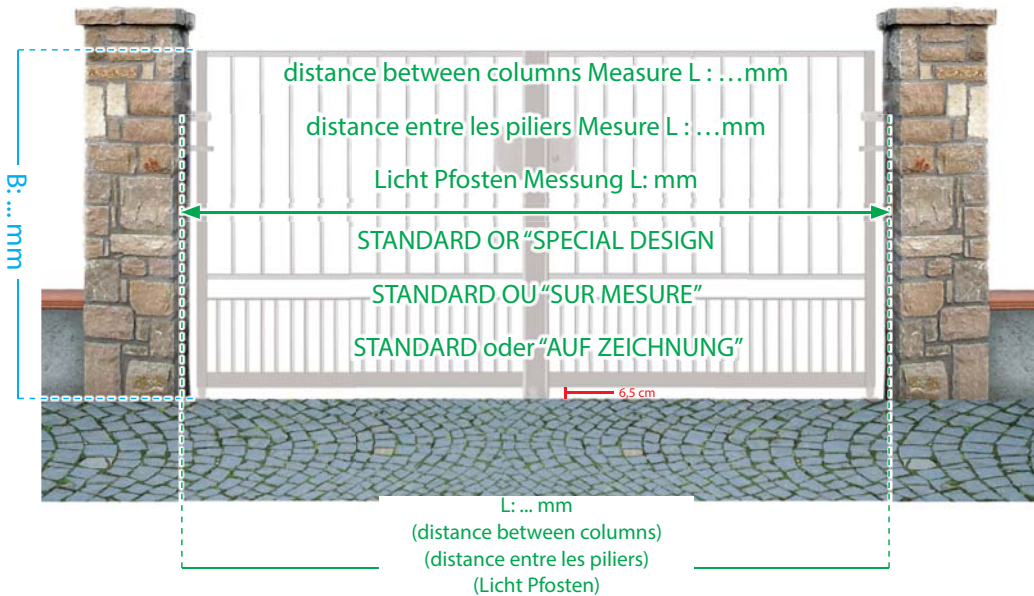 distance between columns Measure L : …mm
distance entre les piliers Mesure L : …mm
Licht Pfosten Messung L: mm
B: ... mm
STANDARD OR “SPECIAL DESIGN
STANDARD OU “SUR MESURE”
STANDARD oder “AUF ZEICHNUNG”
6,5 cm
L: ... mm
(distance between columns)
(distance entre les piliers)
(Licht Pfosten)